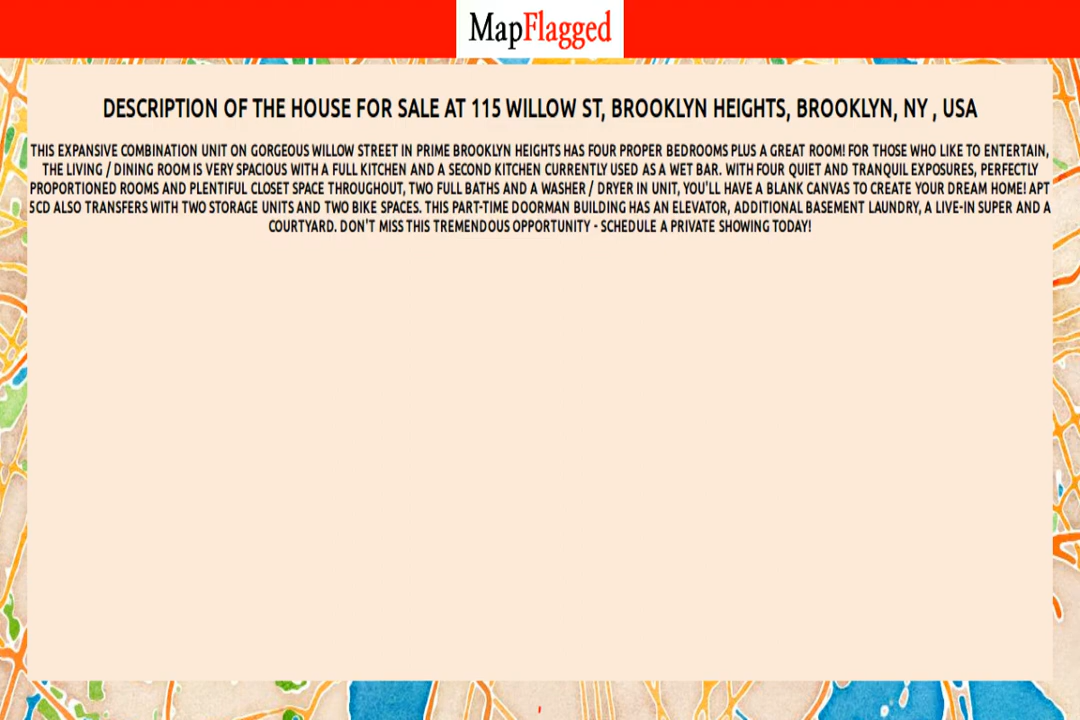 MapFlagged
DESCRIPTION OF THE HOUSE FOR SALE AT 115 WILLOW ST, BROOKLYN HEIGHTS, BROOKLYN, NY , USA
THIS EXPANSIVE COMBINATION UNIT ON GORGEOUS WILLOW STREET IN PRIME BROOKLYN HEIGHTS HAS FOUR PROPER BEDROOMS PLUS A GREAT ROOM! FOR THOSE WHO LIKE TO ENTERTAIN,
THE LIVING / DINING ROOM IS VERY SPACIOUS WITH A FULL KITCHEN AND A SECOND KITCHEN CURRENTLY USED AS A WET BAR. WITH FOUR QUIET AND TRANQUIL EXPOSURES, PERFECTLY
PROPORTIONED ROOMS AND PLENTIFUL CLOSET SPACE THROUGHOUT, TWO FULL BATHS AND A WASHER / DRYER IN UNIT, YOU'LL HAVE A BLANK CANVAS TO CREATE YOUR DREAM HOME! APT
5CD ALSO TRANSFERS WITH TWO STORAGE UNITS AND TWO BIKE SPACES. THIS PART-TIME DOORMAN BUILDING HAS AN ELEVATOR, ADDITIONAL BASEMENT LAUNDRY, A LIVE-IN SUPER AND A
COURTYARD. DON'T MISS THIS TREMENDOUS OPPORTUNITY - SCHEDULE A PRIVATE SHOWING TODAY!